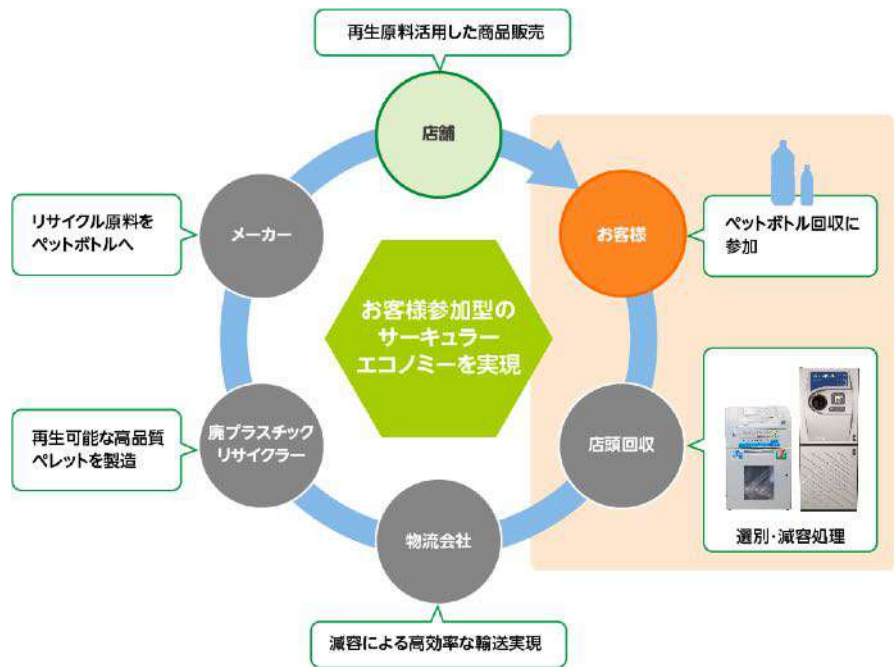 再生原料活用した商品販売
店舗
お客様
ペットボトル回収に
参加
店頭回収
選別・減容処理
物流会社
減容による高効率な輸送実現
廃プラスチック
リサイクラー
再生可能な高品質
ペレットを製造
メーカー
リサイクル原料を
ペットボトルへ
お客様参加型の
サーキュラー
エコノミーを実現